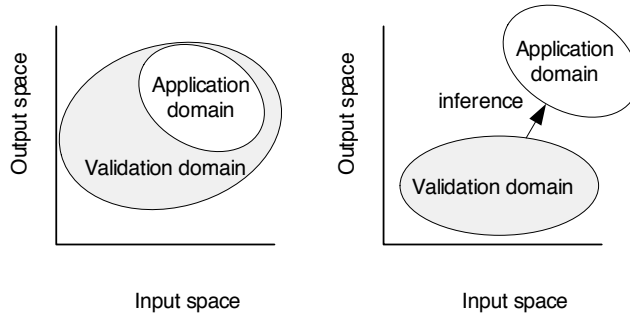 Output space
Application
domain
Validation domain
Input space
Output space
Application
domain
inference
Validation domain
Input space